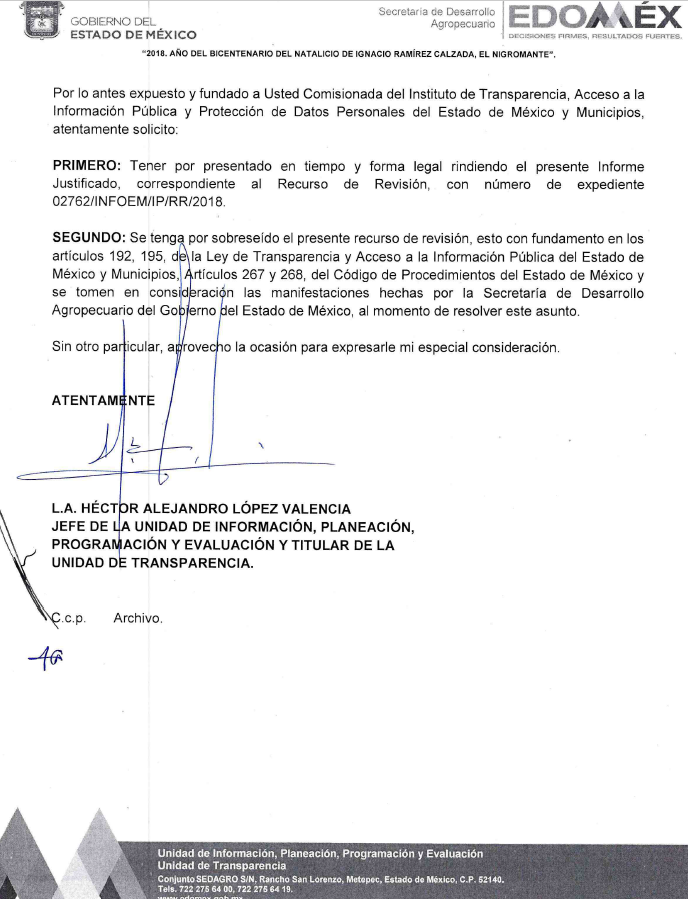 GOBIERNO DEL
ESTADO DE MÉXICO
Secretaría de Desarrollo
Agropecuario
EDOMÉX
DECISIONES FIRMES, RESULTADOS FUERTES.
"2018. AÑO DEL BICENTENARIO DEL NATALICIO DE IGNACIO RAMÍREZ CALZADA, EL NIGROMANTE".
Por lo antes expuesto y fundado a Usted Comisionada del Instituto de Transparencia, Acceso a la
Información Pública y Protección de Datos Personales del Estado de México y Municipios,
atentamente solicito:
PRIMERO: Tener por presentado en tiempo y forma legal rindiendo el presente Informe
Justificado, correspondiente al Recurso de Revisión, con número de expediente
02762/INFOEM/IP/RR/2018.
SEGUNDO: Se tenga por sobreseído el presente recurso de revisión, esto con fundamento en los
artículos 192, 195, de la Ley de Transparencia y Acceso a la Información Pública del Estado de
México y Municipios, Artículos 267 y 268, del Código de Procedimientos del Estado de México y
se tomen en consideración las manifestaciones hechas por la Secretaría de Desarrollo
Agropecuario del Gobierno del Estado de México, al momento de resolver este asunto.
Sin otro particular, aprovecho la ocasión para expresarle mi especial consideración.
ATENTAMENTE
L.A. HÉCTOR ALEJANDRO LÓPEZ VALENCIA
JEFE DE LA UNIDAD DE INFORMACIÓN, PLANEACIÓN,
PROGRAMACIÓN Y EVALUACIÓN Y TITULAR DE LA
UNIDAD DE TRANSPARENCIA.
C.c.p. Archivo.
Unidad de Información, Planeación, Programación y Evaluación
Unidad de Transparencia
Conjunto SEDAGRO S/N, Rancho San Lorenzo, Metepec, Estado de México, C.P. 52140.
Tels. 722 275 64 00, 722 275 64 19.
www.edomex.gob.mx